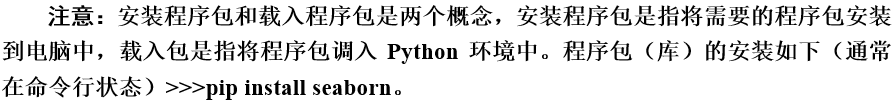 注意：安装程序包和载入程序包是两个概念，安装程序包是指将需要的程序包安装
到电脑中，载入包是指将程序包调入 Python 环境中。程序包（库）的安装如下（通常
在命令行状态）>>>pip install seaborn。